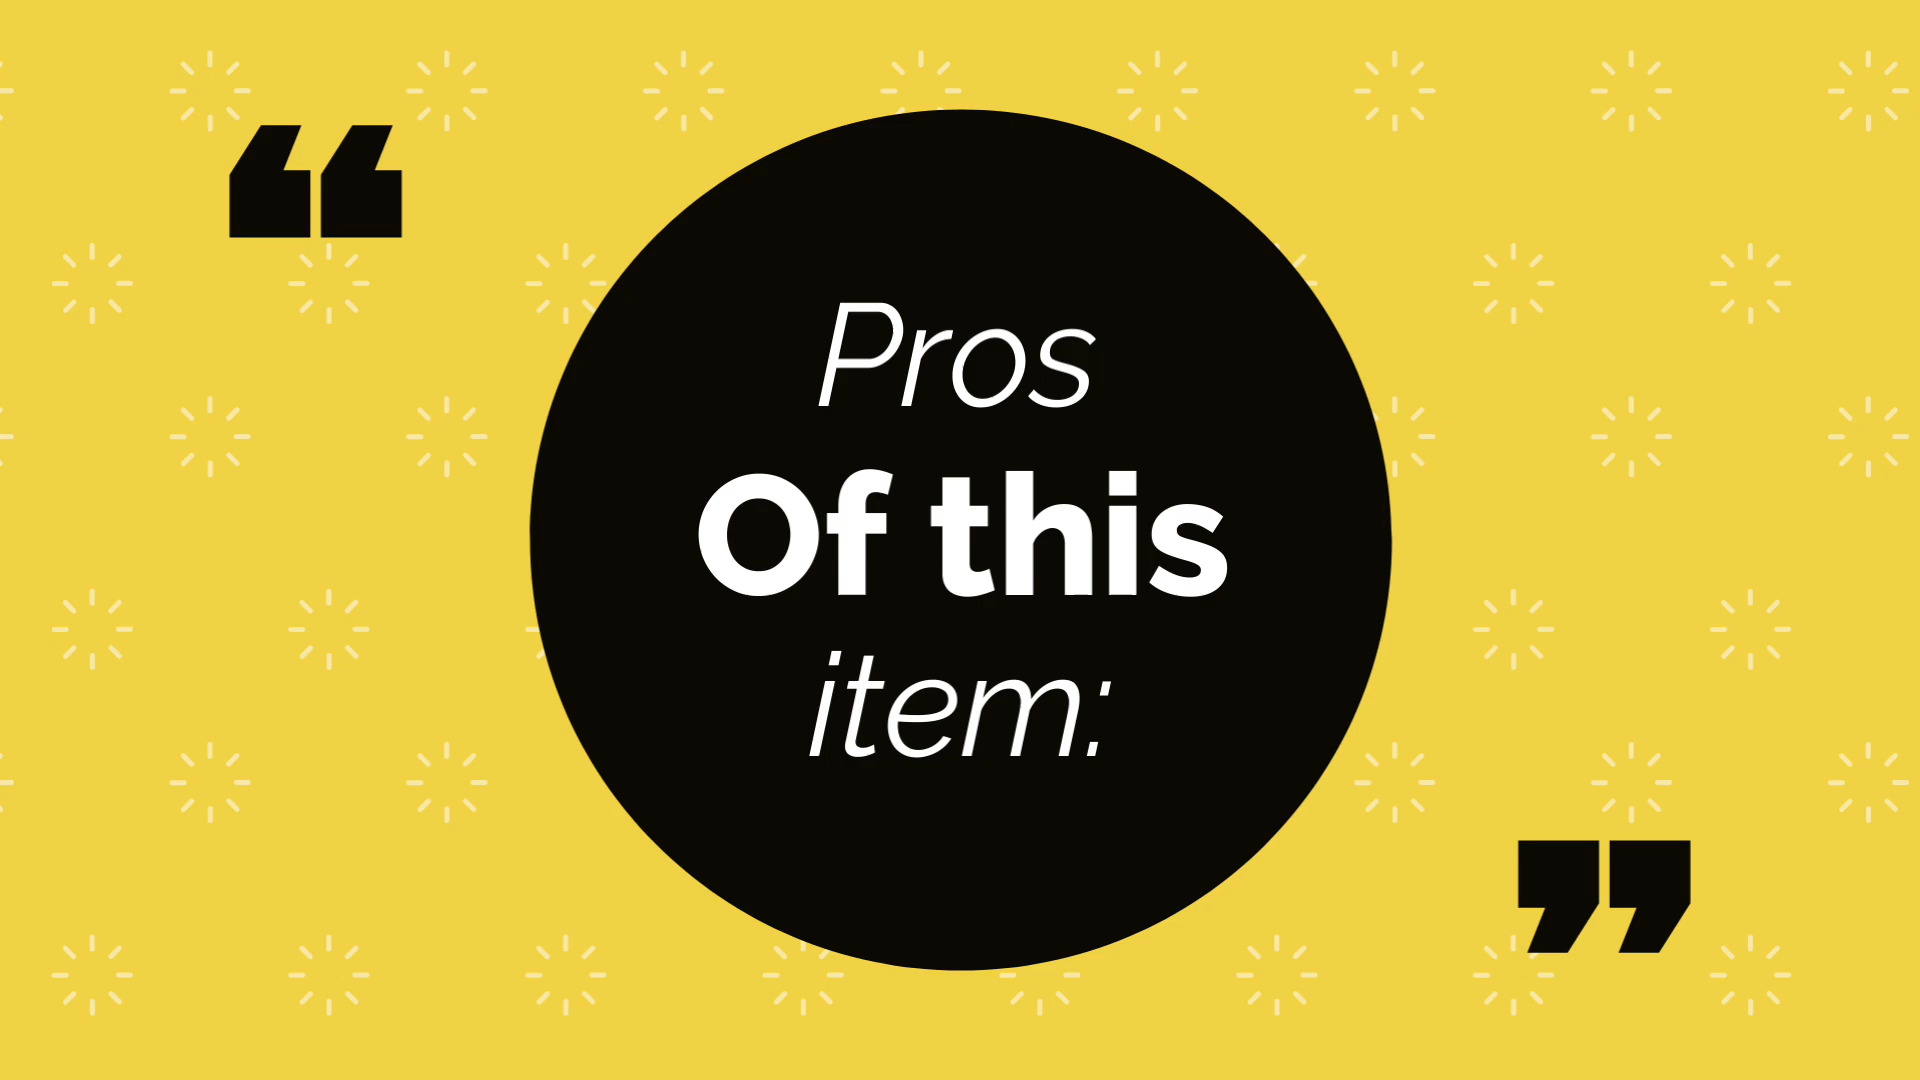 “
Pros
Of this
item:
”